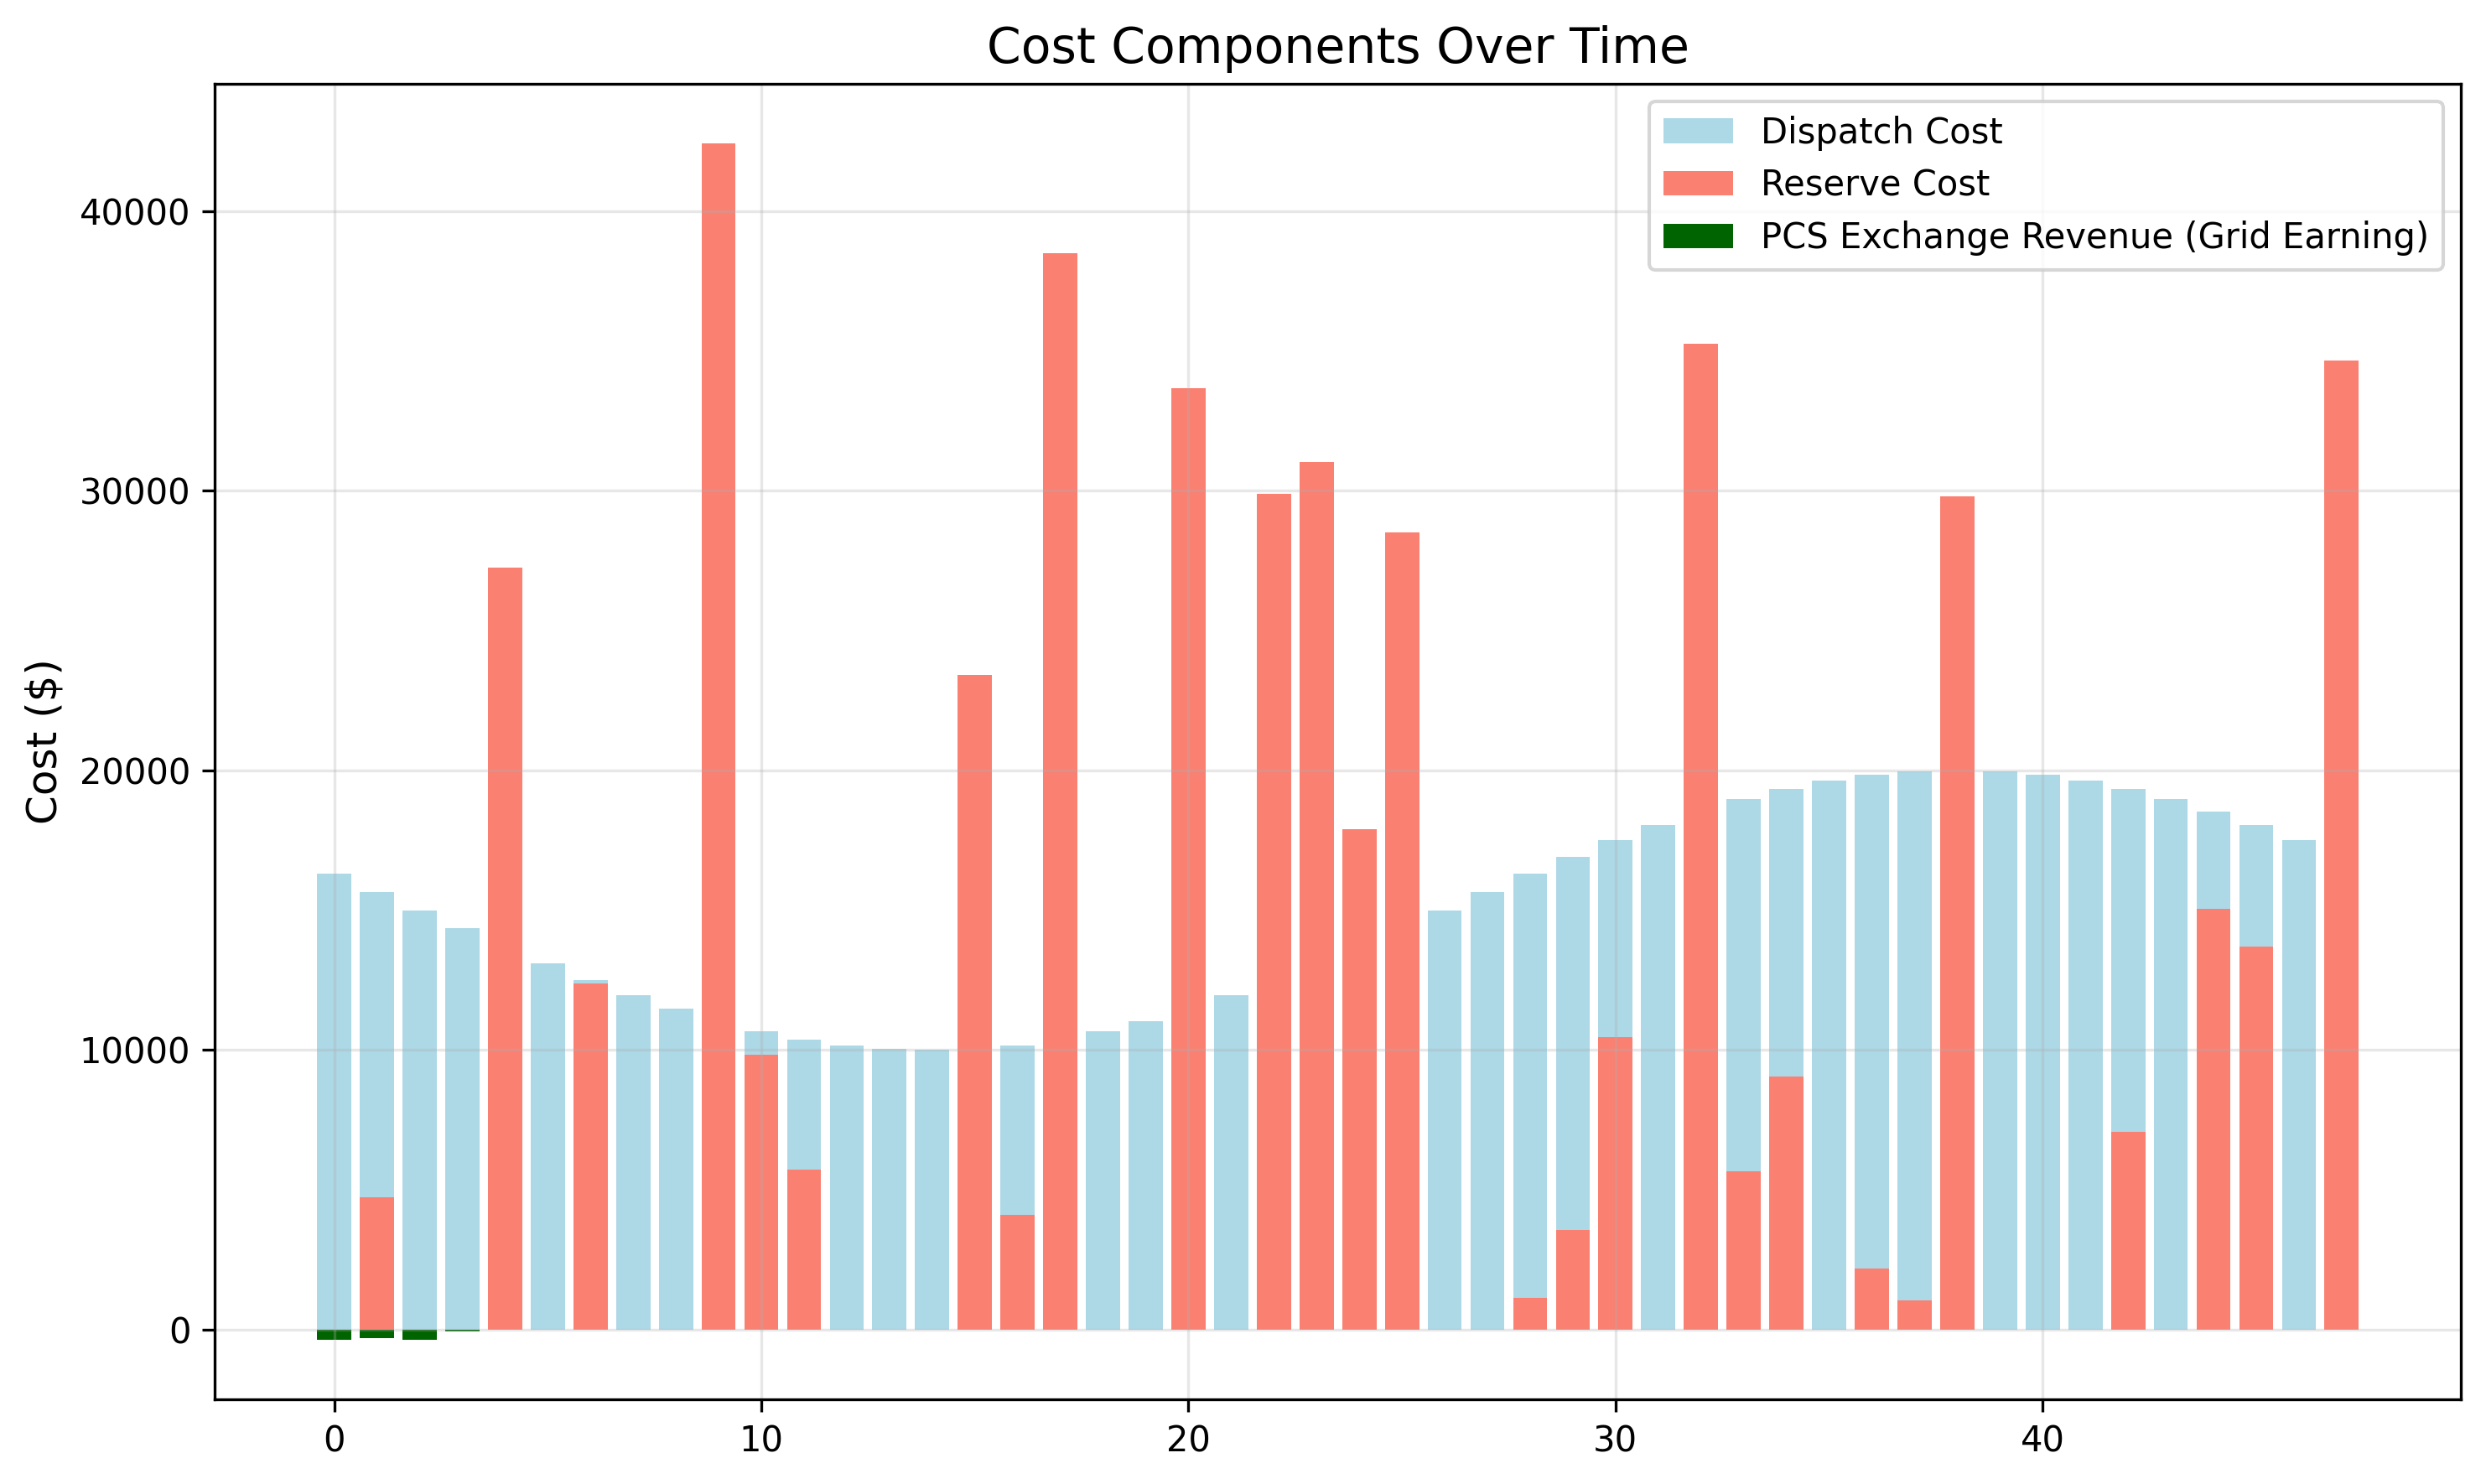 Cost Components Over Time
Dispatch Cost
Reserve Cost
PCS Exchange Revenue (Grid Earning)
Cost ($)
40000
30000
20000
10000
0
0 10 20 30 40